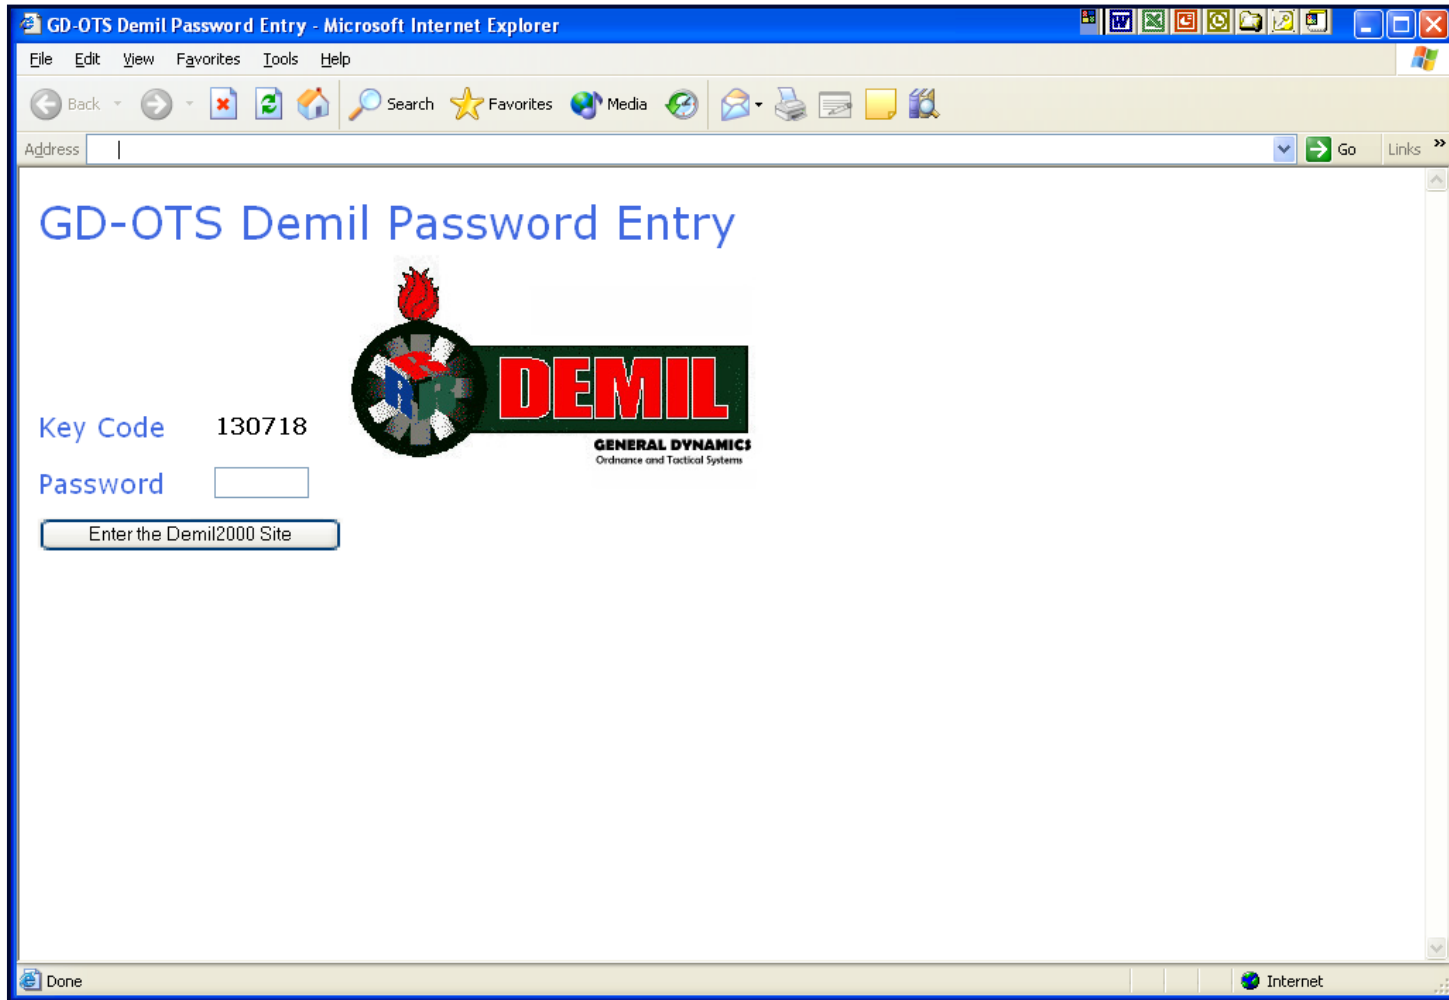 GD-OTS Demil Password Entry - Microsoft Internet Explorer
File Edit View Favorites Tools Help
Back Search Favorites Media
Address Go Links »
GD-OTS Demil Password Entry
DEMIL
GENERAL DYNAMICS
Ordnance and Tactical Systems
Key Code 130718
Password
Enter the Demil2000 Site
Done Internet